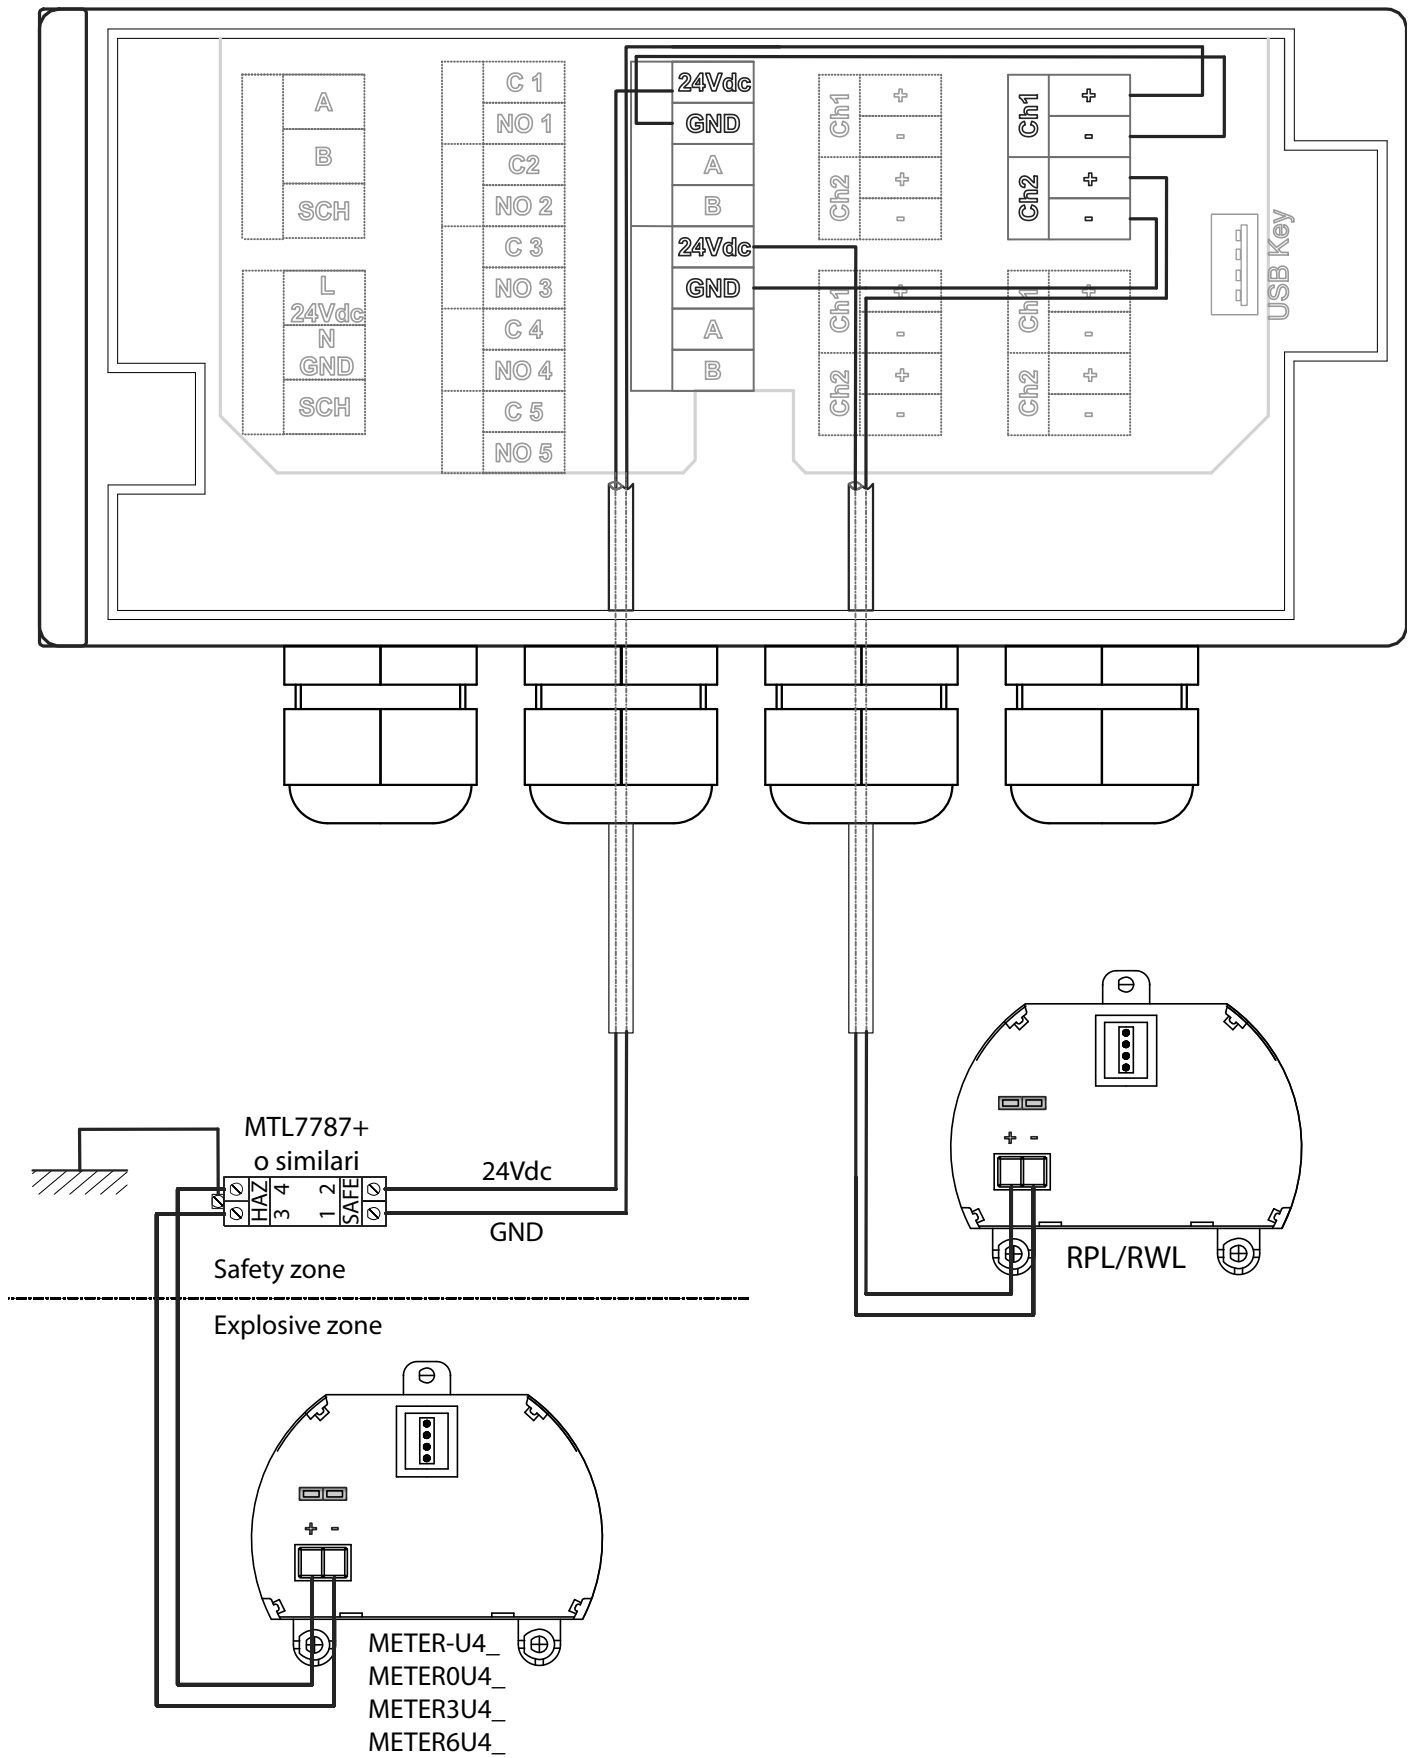 A
B
SCH
L
24Vdc
N
GND
SCH
C 1
NO 1
C2
NO 2
C 3
NO 3
C 4
NO 4
C 5
NO 5
24Vdc
GND
A
B
24Vdc
GND
A
B
Ch1
+
-
Ch2
+
-
Ch1
+
-
Ch2
+
-
Ch1
+
-
Ch2
+
-
Ch1
+
-
Ch2
+
-
USB Key
MTL7787+
o similari
HAZ
3 4
1 2
SAFE
24Vdc
GND
Safety zone
Explosive zone
+ -
RPL/RWL
+ -
METER-U4_
METER0U4_
METER3U4_
METER6U4_